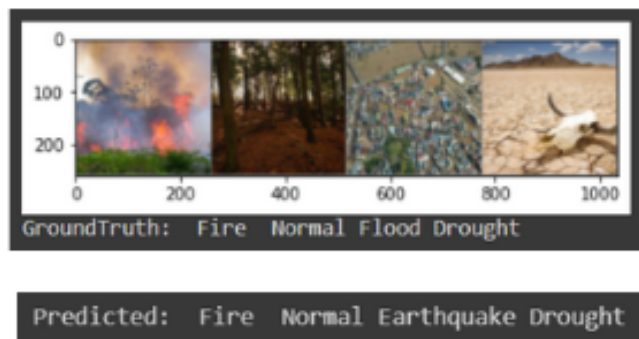 0
100
200
0 200 400 600 800 1000
GroundTruth: Fire Normal Flood Drought
Predicted: Fire Normal Earthquake Drought